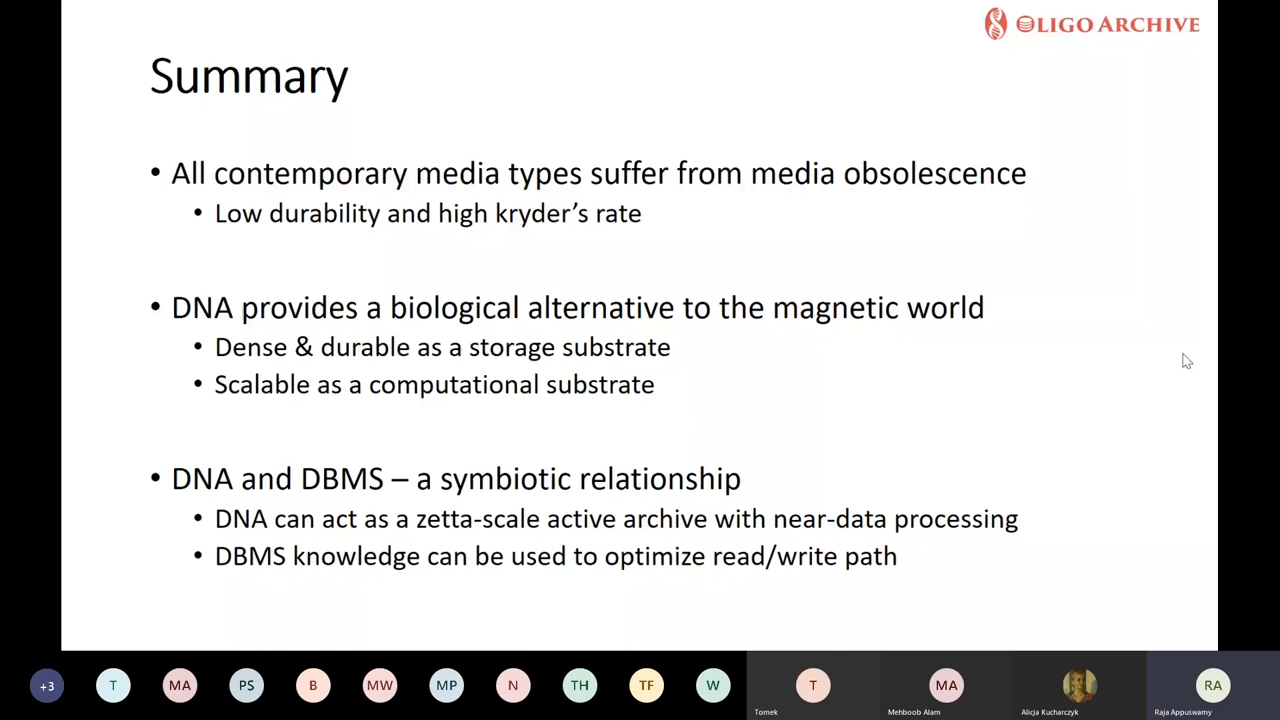 OLIGO ARCHIVE
Summary
• All contemporary media types suffer from media obsolescence
• Low durability and high kryder’s rate
• DNA provides a biological alternative to the magnetic world
• Dense & durable as a storage substrate
• Scalable as a computational substrate
• DNA and DBMS – a symbiotic relationship
• DNA can act as a zetta-scale active archive with near-data processing
• DBMS knowledge can be used to optimize read/write path
+3 T MA PS B MW MP N TH TF W T MA RA
Tomek Mehboob Alam Alicja Kucharczyk Raja Appuswamy